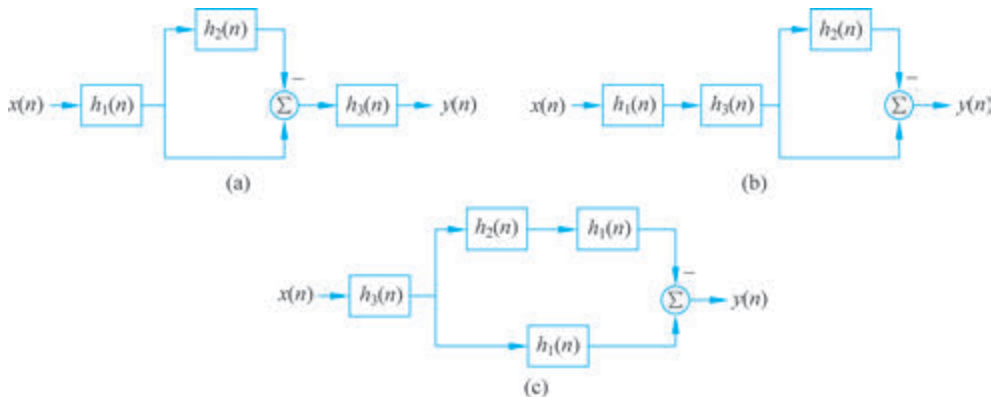 h₂(n)
−
x(n) h₁(n) Σ h₃(n) y(n)
(a)
h₂(n)
−
x(n) h₁(n) h₃(n) Σ y(n)
(b)
h₂(n) h₁(n)
−
x(n) h₃(n) Σ y(n)
h₁(n)
(c)